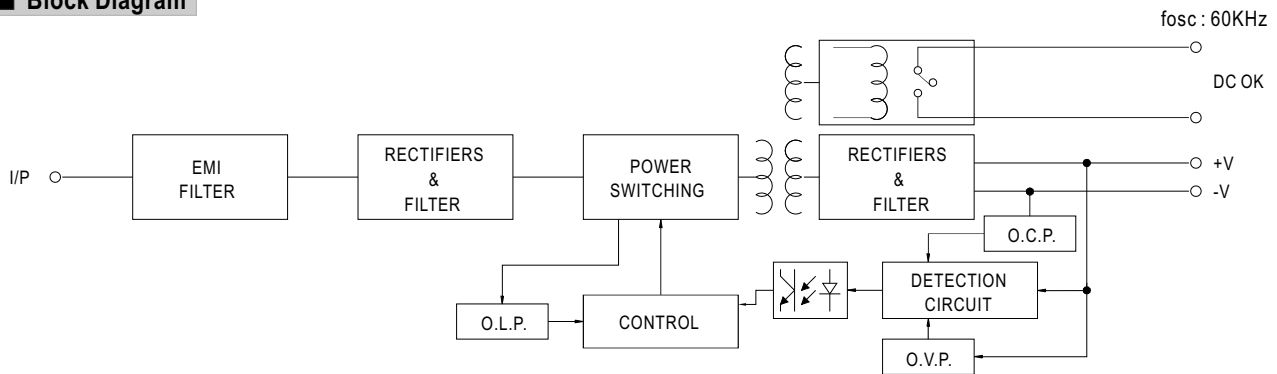 ■ Block Diagram
fosc : 60KHz
DC OK
I/P
EMI
FILTER
RECTIFIERS
&
FILTER
POWER
SWITCHING
RECTIFIERS
&
FILTER
+V
-V
O.C.P.
DETECTION
CIRCUIT
O.L.P.
CONTROL
O.V.P.